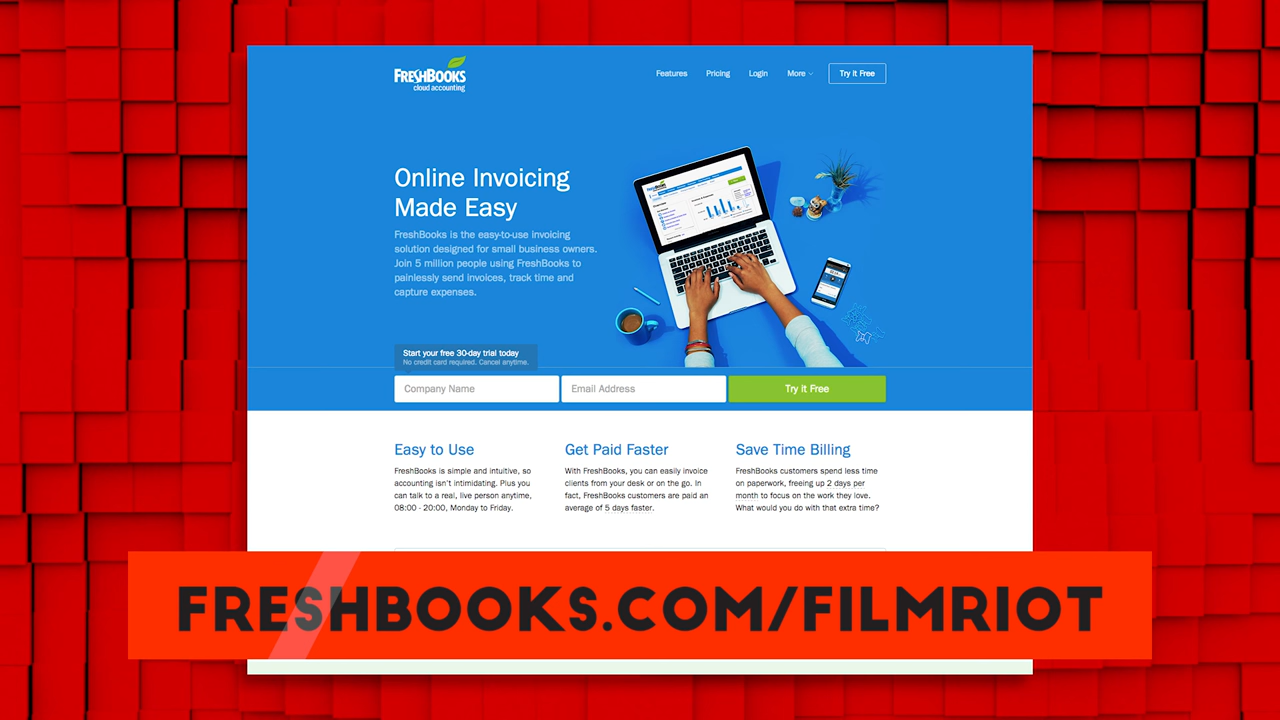 FRESHBOOKS
cloud accounting
Features Pricing Login More Try It Free
Online Invoicing
Made Easy
FreshBooks is the easy-to-use invoicing
solution designed for small business owners.
Join 5 million people using FreshBooks to
painlessly send invoices, track time and
capture expenses.
Start your free 30-day trial today
No credit card required. Cancel anytime.
Company Name Email Address Try it Free
Easy to Use
FreshBooks is simple and intuitive, so
accounting isn't intimidating. Plus you
can talk to a real, live person anytime,
08:00 - 20:00, Monday to Friday.
Get Paid Faster
With FreshBooks, you can easily invoice
clients from your desk or on the go. In
fact, FreshBooks customers are paid an
average of 5 days faster.
Save Time Billing
FreshBooks customers spend less time
on paperwork, freeing up 2 days per
month to focus on the work they love.
What would you do with that extra time?
FRESHBOOKS.COM/FILMRIOT